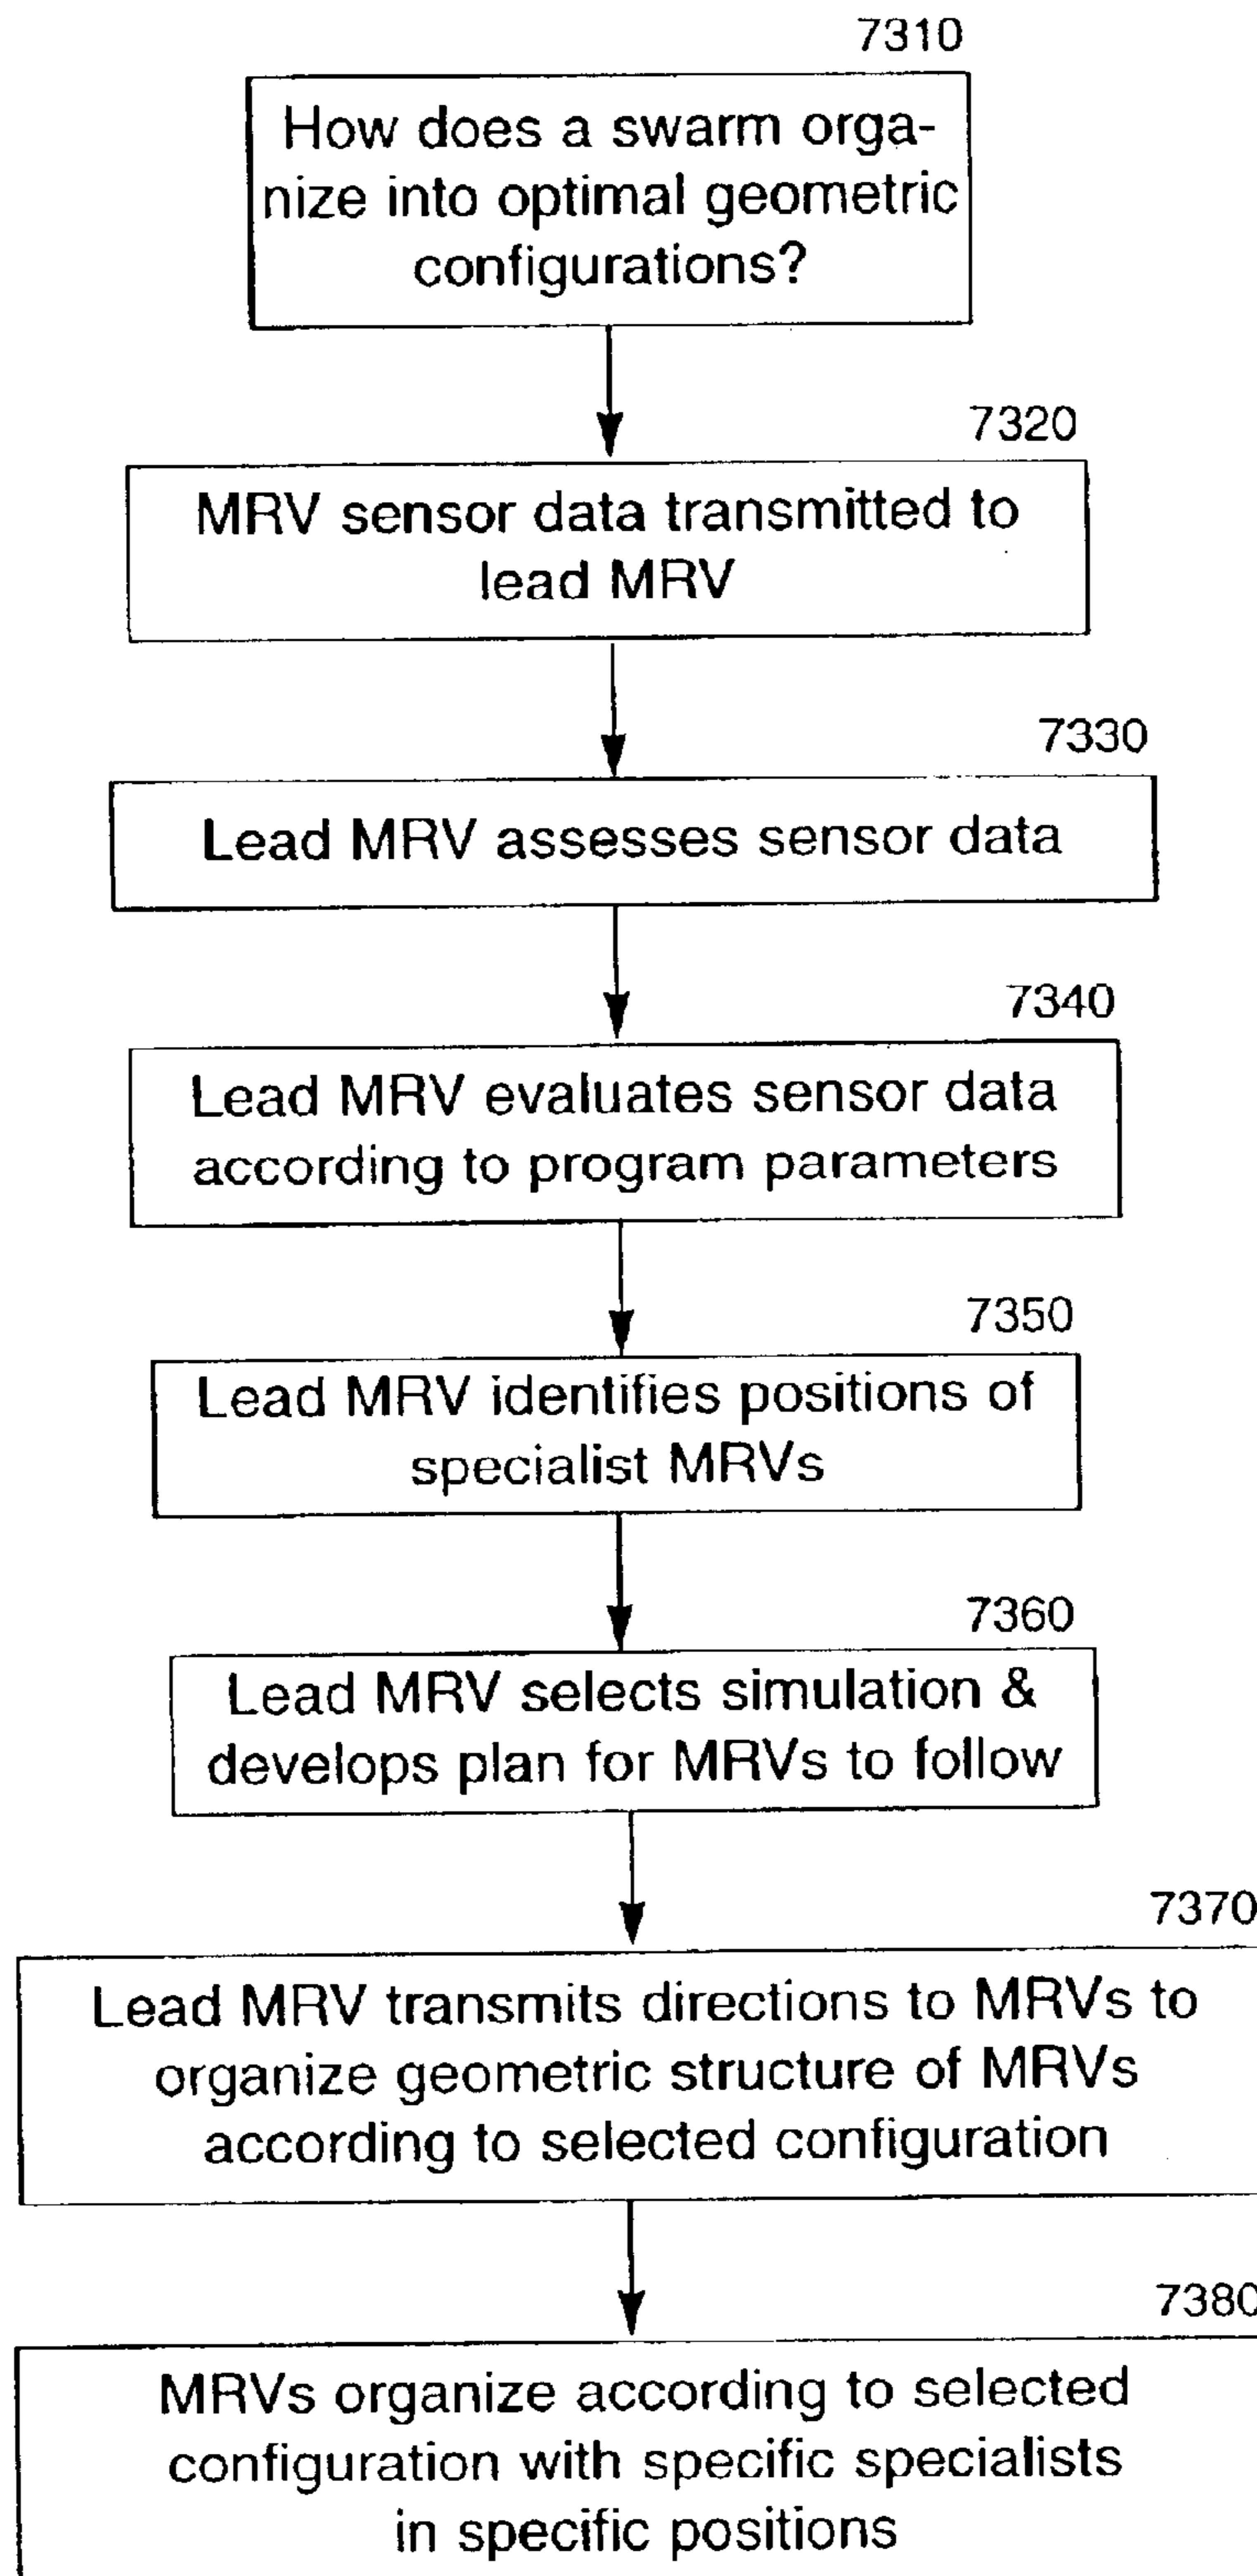 7310
How does a swarm orga-
nize into optimal geometric
configurations?
7320
MRV sensor data transmitted to
lead MRV
7330
Lead MRV assesses sensor data
7340
Lead MRV evaluates sensor data
according to program parameters
7350
Lead MRV identifies positions of
specialist MRVs
7360
Lead MRV selects simulation &
develops plan for MRVs to follow
7370
Lead MRV transmits directions to MRVs to
organize geometric structure of MRVs
according to selected configuration
7380
MRVs organize according to selected
configuration with specific specialists
in specific positions